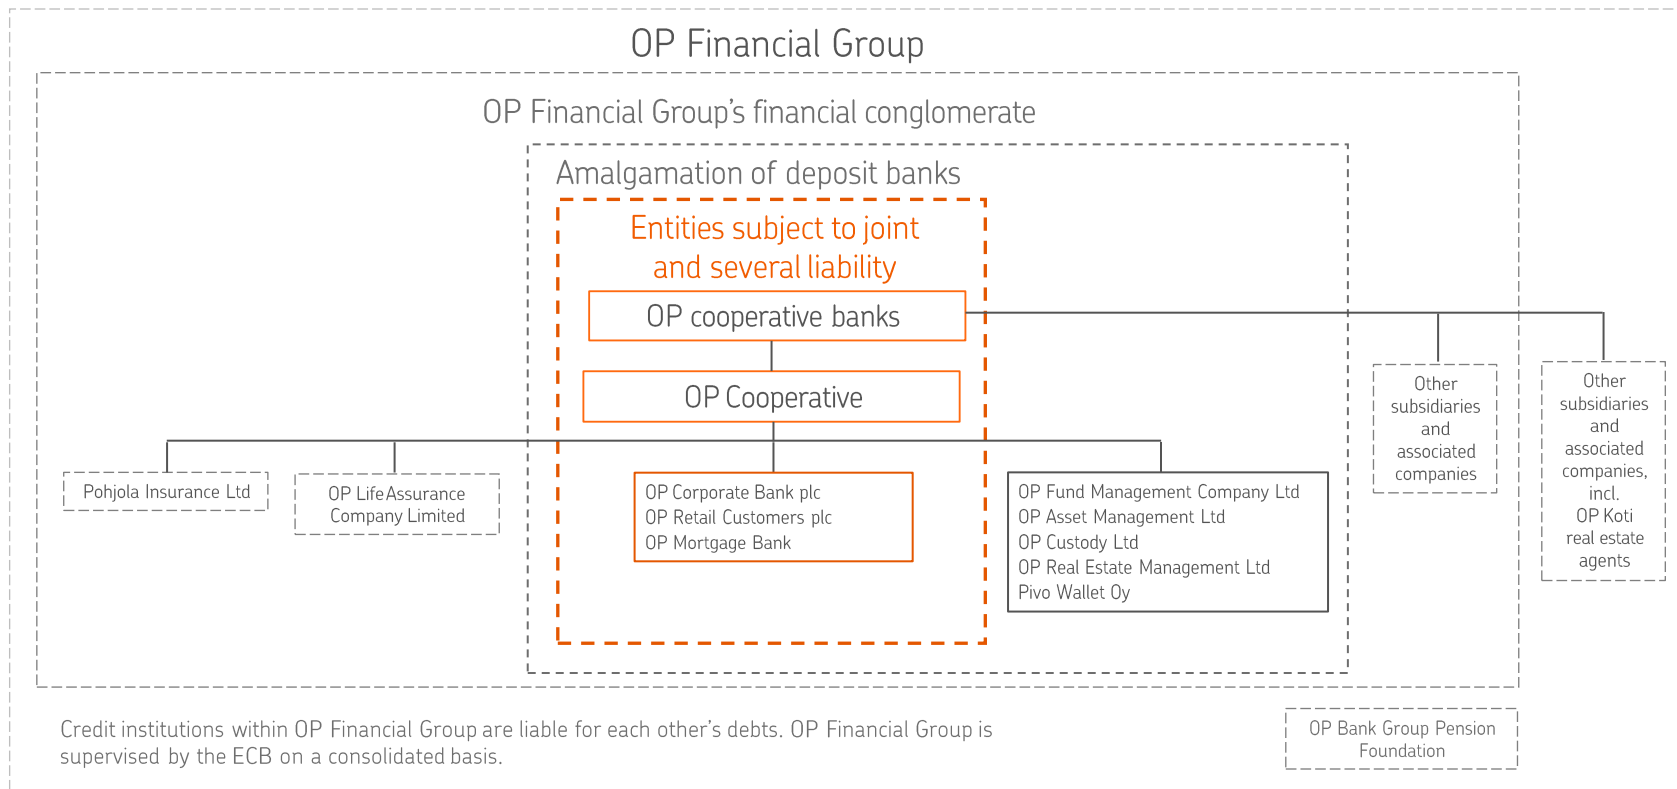 OP Financial Group
OP Financial Group's financial conglomerate
Amalgamation of deposit banks
Entities subject to joint
and several liability
OP cooperative banks
OP Cooperative
Pohjola Insurance Ltd
OP Life Assurance
Company Limited
OP Corporate Bank plc
OP Retail Customers plc
OP Mortgage Bank
OP Fund Management Company Ltd
OP Asset Management Ltd
OP Custody Ltd
OP Real Estate Management Ltd
Pivo Wallet Oy
Other
subsidiaries
and
associated
companies
Other
subsidiaries
and
associated
companies,
incl.
OP Koti
real estate
agents
Credit institutions within OP Financial Group are liable for each other's debts. OP Financial Group is
supervised by the ECB on a consolidated basis.
OP Bank Group Pension
Foundation